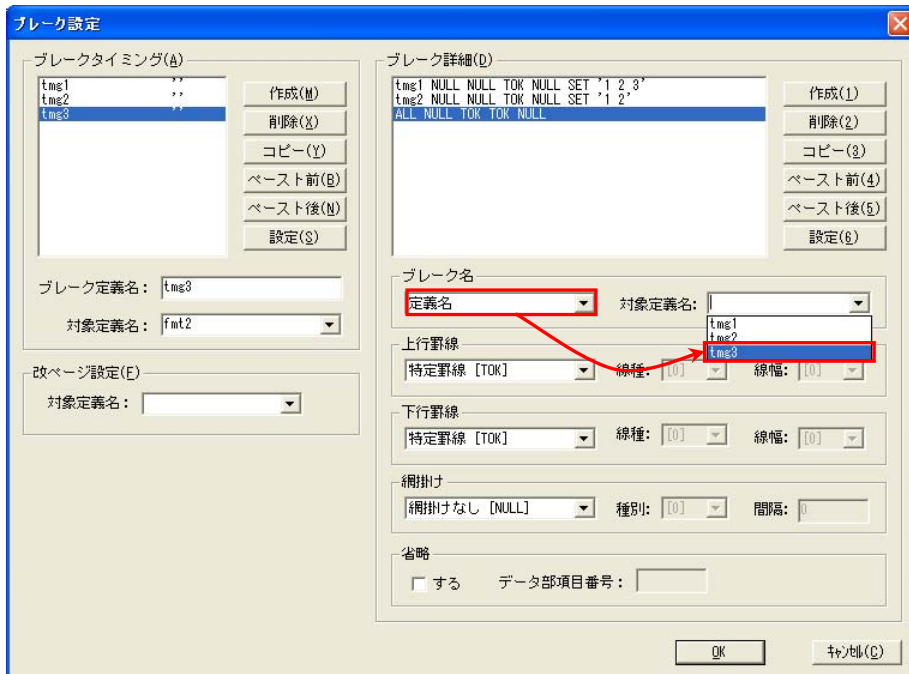 ブレーク設定
ブレークタイミング(A)
tmg1 ''
tmg2 ''
tmg3 ''
作成(M)
削除(X)
コピー(Y)
ペースト前(B)
ペースト後(N)
設定(S)
ブレーク定義名: tmg3
対象定義名: fmt2
改ページ設定(E)
対象定義名:
ブレーク詳細(D)
tmg1 NULL NULL TOK NULL SET '1 2 3'
tmg2 NULL NULL TOK NULL SET '1 2'
ALL NULL TOK TOK NULL
作成(1)
削除(2)
コピー(3)
ペースト前(4)
ペースト後(5)
設定(6)
ブレーク名
定義名 対象定義名:
tmg1
tmg2
tmg3
上行罫線
特定罫線 [TOK] 線種: [0] 線幅: [0]
下行罫線
特定罫線 [TOK] 線種: [0] 線幅: [0]
網掛け
網掛けなし [NULL] 種別: [0] 間隔: 0
省略
する データ部項目番号:
OK キャンセル(C)